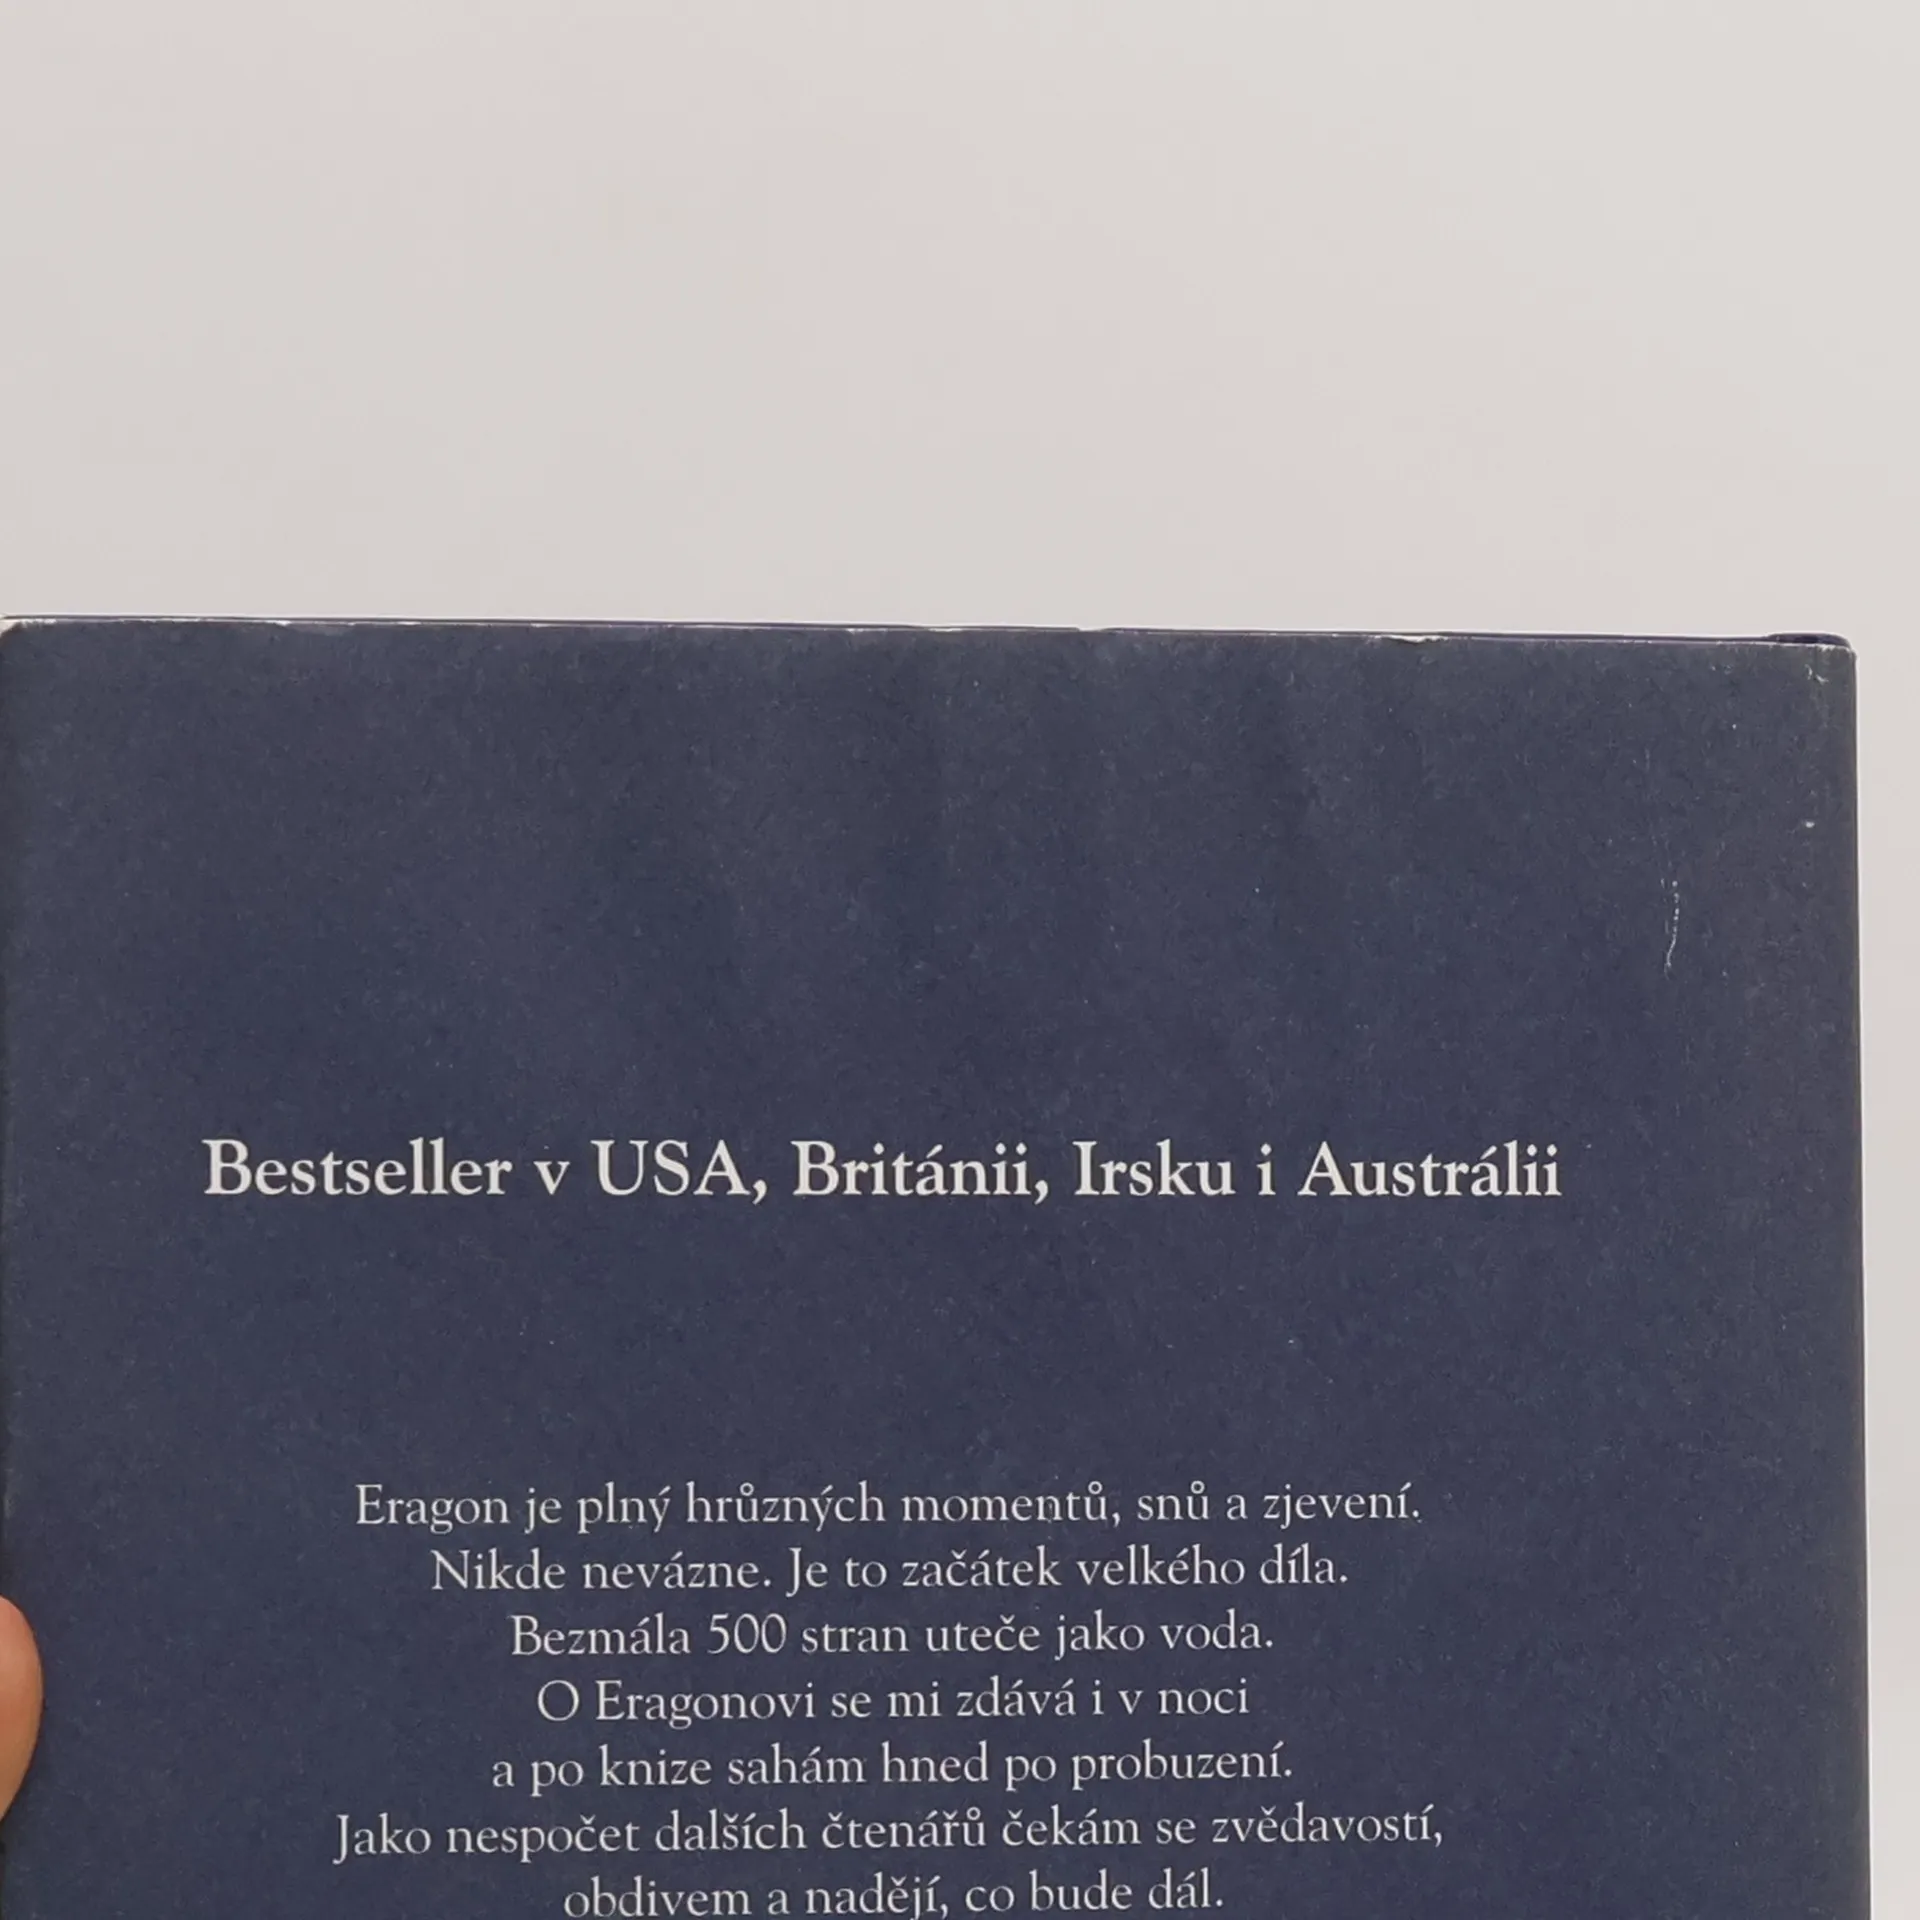 Bestseller v USA, Británii, Irsku i Austrálii
Eragon je plný hrůzných momentů, snů a zjevení.
Nikde nevázne. Je to začátek velkého díla.
Bezmála 500 stran uteče jako voda.
O Eragonovi se mi zdává i v noci
a po knize sahám hned po probuzení.
Jako nespočet dalších čtenářů čekám se zvědavostí,
obdivem a nadějí, co bude dál.